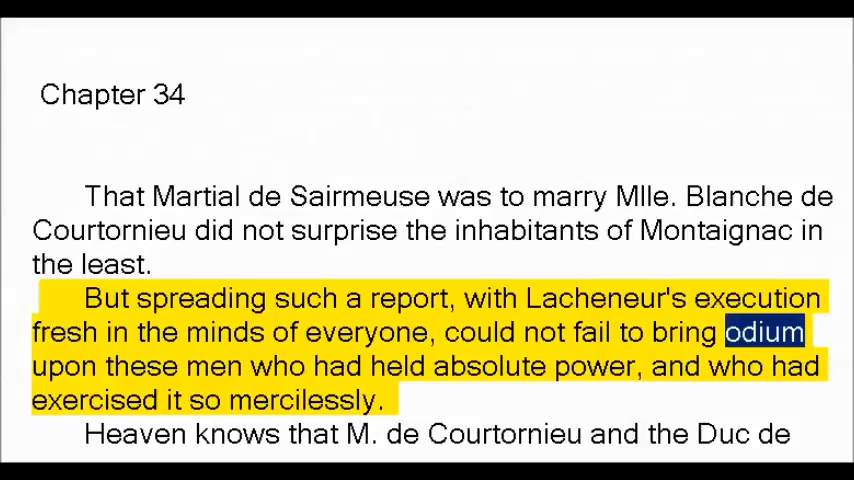 Chapter 34
That Martial de Sairmeuse was to marry Mlle. Blanche de
Courtornieu did not surprise the inhabitants of Montaignac in
the least.
But spreading such a report, with Lacheneur's execution
fresh in the minds of everyone, could not fail to bring odium
upon these men who had held absolute power, and who had
exercised it so mercilessly.
Heaven knows that M. de Courtornieu and the Duc de